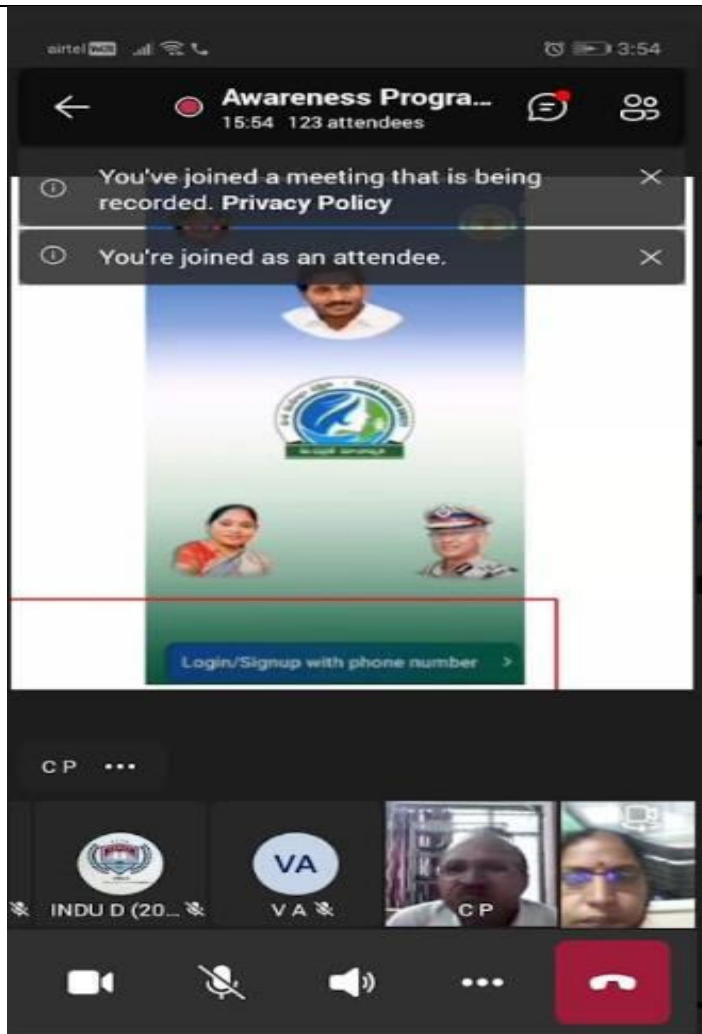 airtel 3:54
Awareness Progra...
15:54 123 attendees
You've joined a meeting that is being
recorded. Privacy Policy
You're joined as an attendee.
Login/Signup with phone number >
C P ...
VA
INDU D (20... V A C P